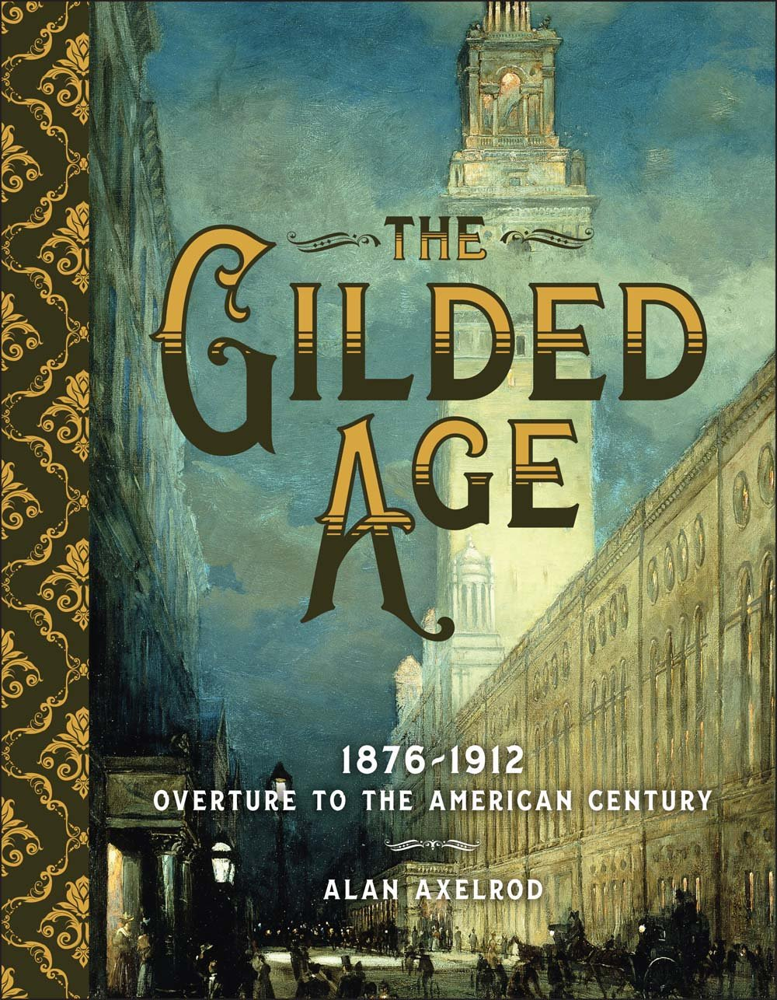 THE
GILDED
AGE
1876-1912
OVERTURE TO THE AMERICAN CENTURY
ALAN AXELROD